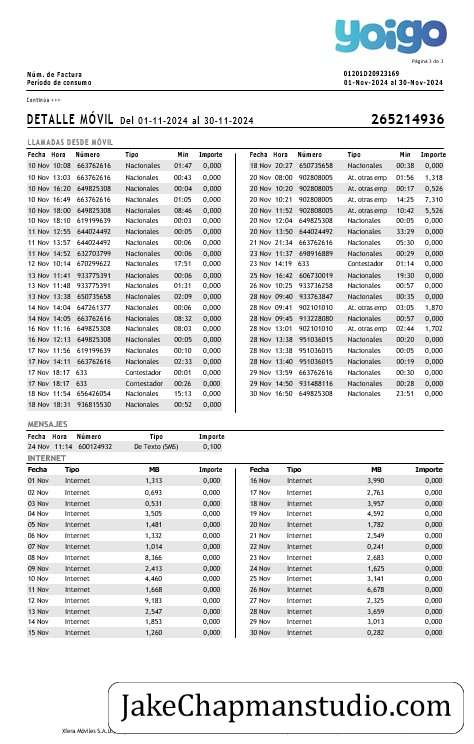 yoigo
Página 3 de 3
Núm. de Factura 01201D20923169
Período de consumo 01-Nov-2024 al 30-Nov-2024
Continúa >>>
DETALLE MÓVIL Del 01-11-2024 al 30-11-2024 265214936
LLAMADAS DESDE MÓVIL
Fecha Hora Número Tipo Min Importe
10 Nov 10:08 663762616 Nacionales 01:47 0,000
10 Nov 13:03 663762616 Nacionales 00:43 0,000
10 Nov 16:20 649825308 Nacionales 00:04 0,000
10 Nov 16:49 663762616 Nacionales 01:05 0,000
10 Nov 18:00 649825308 Nacionales 08:46 0,000
10 Nov 18:10 619199639 Nacionales 00:03 0,000
11 Nov 12:55 644024492 Nacionales 00:05 0,000
11 Nov 13:57 644024492 Nacionales 00:06 0,000
11 Nov 14:52 632703799 Nacionales 00:06 0,000
12 Nov 10:14 670299622 Nacionales 17:51 0,000
13 Nov 11:41 933775391 Nacionales 00:06 0,000
13 Nov 11:48 933775391 Nacionales 01:31 0,000
13 Nov 13:38 650735658 Nacionales 02:09 0,000
14 Nov 14:04 647261377 Nacionales 00:06 0,000
14 Nov 14:05 663762616 Nacionales 08:32 0,000
16 Nov 11:16 649825308 Nacionales 08:03 0,000
16 Nov 12:13 649825308 Nacionales 00:05 0,000
17 Nov 11:56 619199639 Nacionales 00:10 0,000
17 Nov 14:11 663762616 Nacionales 02:33 0,000
17 Nov 18:17 633 Contestador 00:01 0,000
17 Nov 18:17 633 Contestador 00:26 0,000
18 Nov 11:54 656426054 Nacionales 15:13 0,000
18 Nov 18:31 936815530 Nacionales 00:52 0,000
Fecha Hora Número Tipo Min Importe
18 Nov 20:27 650735658 Nacionales 00:38 0,000
20 Nov 08:00 902808005 At. otras emp 01:56 1,318
20 Nov 10:20 902808005 At. otras emp 00:17 0,526
20 Nov 10:21 902808005 At. otras emp 14:25 7,310
20 Nov 11:52 902808005 At. otras emp 10:42 5,526
20 Nov 12:04 649825308 Nacionales 00:05 0,000
20 Nov 13:50 644024492 Nacionales 33:29 0,000
21 Nov 21:34 663762616 Nacionales 05:30 0,000
23 Nov 11:37 698916889 Nacionales 00:29 0,000
23 Nov 14:19 633 Contestador 01:14 0,000
25 Nov 16:42 606730019 Nacionales 19:30 0,000
26 Nov 10:25 933736258 Nacionales 00:57 0,000
28 Nov 09:40 933763847 Nacionales 00:35 0,000
28 Nov 09:41 902101010 At. otras emp 03:05 1,870
28 Nov 09:45 913228080 Nacionales 00:57 0,000
28 Nov 13:01 902101010 At. otras emp 02:44 1,702
28 Nov 13:38 951036015 Nacionales 00:20 0,000
28 Nov 13:38 951036015 Nacionales 00:05 0,000
28 Nov 13:40 951036015 Nacionales 00:19 0,000
29 Nov 13:59 663762616 Nacionales 00:30 0,000
29 Nov 14:50 931488116 Nacionales 00:28 0,000
30 Nov 16:50 649825308 Nacionales 23:51 0,000
MENSAJES
Fecha Hora Número Tipo Importe
24 Nov 11:14 600124932 De Texto (SMS) 0,100
INTERNET
Fecha Tipo MB Importe
01 Nov Internet 1,313 0,000
02 Nov Internet 0,693 0,000
03 Nov Internet 0,531 0,000
04 Nov Internet 3,505 0,000
05 Nov Internet 1,481 0,000
06 Nov Internet 1,332 0,000
07 Nov Internet 1,014 0,000
08 Nov Internet 8,366 0,000
09 Nov Internet 2,413 0,000
10 Nov Internet 4,460 0,000
11 Nov Internet 1,668 0,000
12 Nov Internet 9,183 0,000
13 Nov Internet 2,547 0,000
14 Nov Internet 1,853 0,000
15 Nov Internet 1,260 0,000
Fecha Tipo MB Importe
16 Nov Internet 3,990 0,000
17 Nov Internet 2,763 0,000
18 Nov Internet 3,957 0,000
19 Nov Internet 4,592 0,000
20 Nov Internet 1,782 0,000
21 Nov Internet 2,549 0,000
22 Nov Internet 0,241 0,000
23 Nov Internet 2,683 0,000
24 Nov Internet 1,625 0,000
25 Nov Internet 3,141 0,000
26 Nov Internet 6,678 0,000
27 Nov Internet 2,325 0,000
28 Nov Internet 3,659 0,000
29 Nov Internet 3,013 0,000
30 Nov Internet 0,282 0,000
JakeChapmanstudio.com
Xfera Móviles S.A.U.